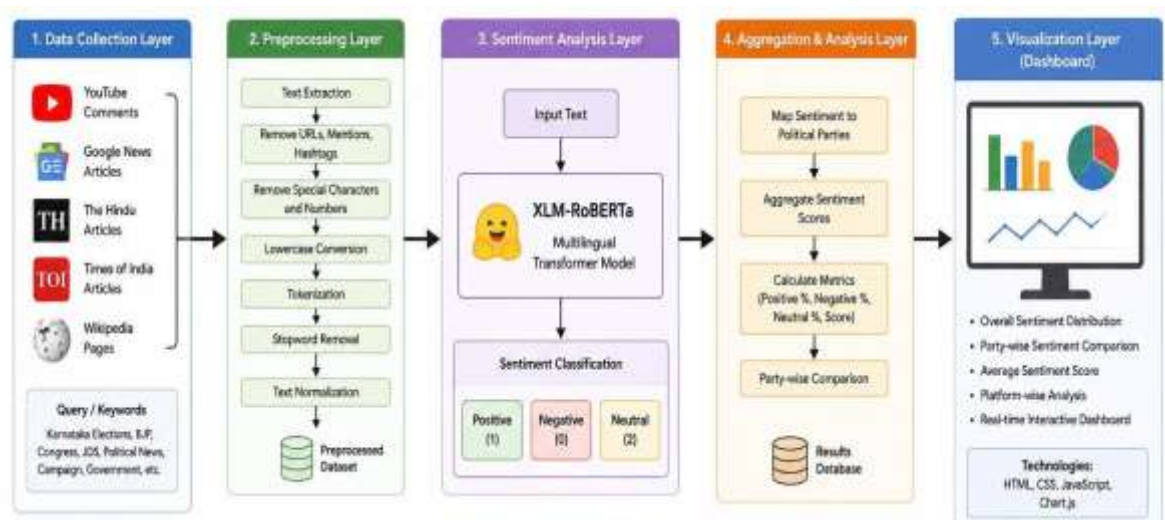 1. Data Collection Layer
YouTube
Comments
GE
Google News
Articles
TH
The Hindu
Articles
TOI
Times of India
Articles
Wikipedia
Pages
Query / Keywords
Karnataka Elections, BJP,
Congress, JDS, Political News,
Campaign, Government, etc.
2. Preprocessing Layer
Text Extraction
Remove URLs, Mentions,
Hashtags
Remove Special Characters
and Numbers
Lowercase Conversion
Tokenization
Stopword Removal
Text Normalization
Preprocessed
Dataset
3. Sentiment Analysis Layer
Input Text
XLM-RoBERTa
Multilingual
Transformer Model
Sentiment Classification
Positive
(1)
Negative
(0)
Neutral
(2)
4. Aggregation & Analysis Layer
Map Sentiment to
Political Parties
Aggregate Sentiment
Scores
Calculate Metrics
(Positive %, Negative %,
Neutral %, Score)
Party-wise Comparison
Results
Database
5. Visualization Layer
(Dashboard)
• Overall Sentiment Distribution
• Party-wise Sentiment Comparison
• Average Sentiment Score
• Platform-wise Analysis
• Real-time Interactive Dashboard
Technologies:
HTML, CSS, JavaScript,
Chart.js